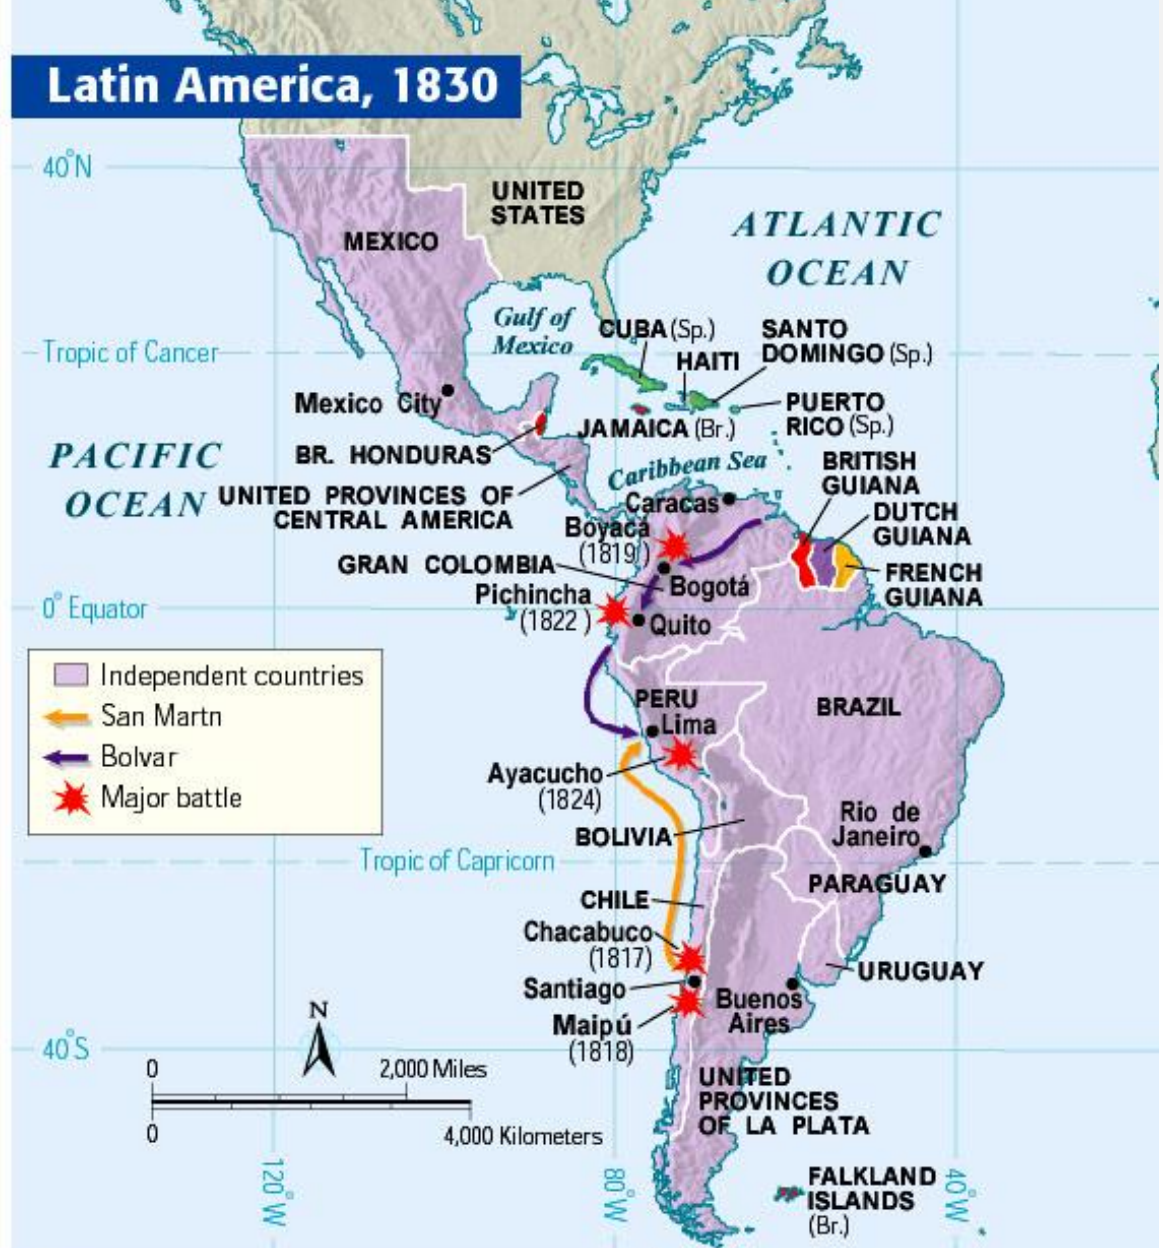 Latin America, 1830
40°N
UNITED
STATES
MEXICO
ATLANTIC
OCEAN
Gulf of
Mexico
CUBA (Sp.)
HAITI
SANTO
DOMINGO (Sp.)
Tropic of Cancer
Mexico City
PUERTO
RICO (Sp.)
JAMAICA (Br.)
BR. HONDURAS
PACIFIC
OCEAN
UNITED PROVINCES OF
CENTRAL AMERICA
Caribbean Sea
BRITISH
GUIANA
Caracas
DUTCH
GUIANA
Boyacá
(1819 )
GRAN COLOMBIA
FRENCH
GUIANA
Bogotá
Pichincha
(1822 )
0° Equator
Quito
Independent countries
San Martn
Bolvar
Major battle
PERU
Lima
BRAZIL
Ayacucho
(1824)
BOLIVIA
Rio de
Janeiro
Tropic of Capricorn
PARAGUAY
CHILE
Chacabuco
(1817)
URUGUAY
Santiago
Buenos
Aires
Maipú
(1818)
40°S
N
0
2,000 Miles
0
4,000 Kilometers
UNITED
PROVINCES
OF LA PLATA
120°W
80°W
40°W
FALKLAND
ISLANDS
(Br.)